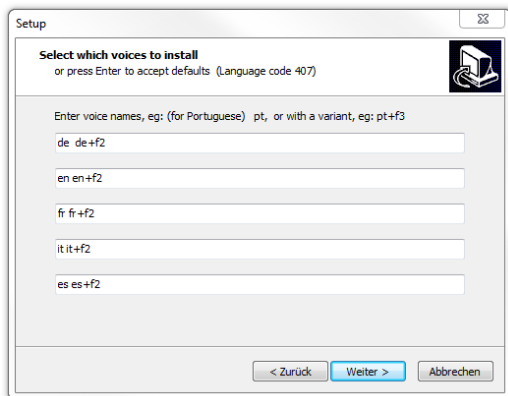 Setup
Select which voices to install
or press Enter to accept defaults (Language code 407)
Enter voice names, eg: (for Portuguese) pt, or with a variant, eg: pt+f3
de de+f2
en en+f2
fr fr+f2
it it+f2
es es+f2
< Zurück Weiter > Abbrechen